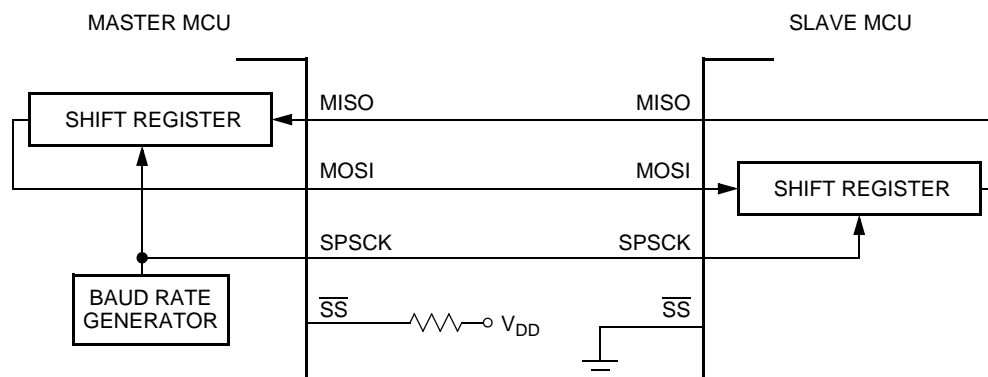 MASTER MCU
SLAVE MCU
SHIFT REGISTER
MISO
MISO
MOSI
MOSI
SHIFT REGISTER
SPSCK
SPSCK
BAUD RATE
GENERATOR
SS
VDD
SS